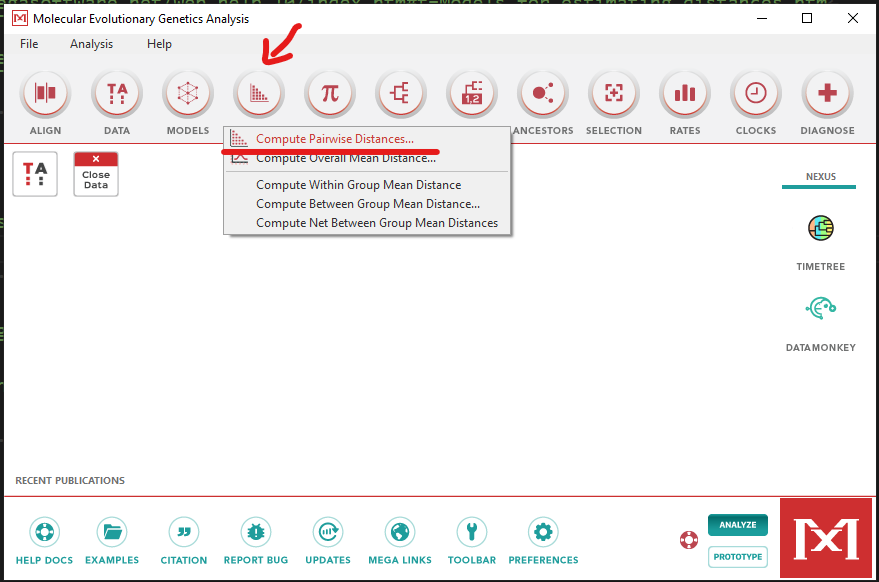 Molecular Evolutionary Genetics Analysis
File Analysis Help
TA
1,2
ALIGN DATA MODELS ANCESTORS SELECTION RATES CLOCKS DIAGNOSE
Compute Pairwise Distances...
Compute Overall Mean Distance...
Compute Within Group Mean Distance
Compute Between Group Mean Distance...
Compute Net Between Group Mean Distances
TA
Close
Data
NEXUS
TIMETREE
DATAMONKEY
RECENT PUBLICATIONS
HELP DOCS EXAMPLES CITATION REPORT BUG UPDATES MEGA LINKS TOOLBAR PREFERENCES
ANALYZE
PROTOTYPE